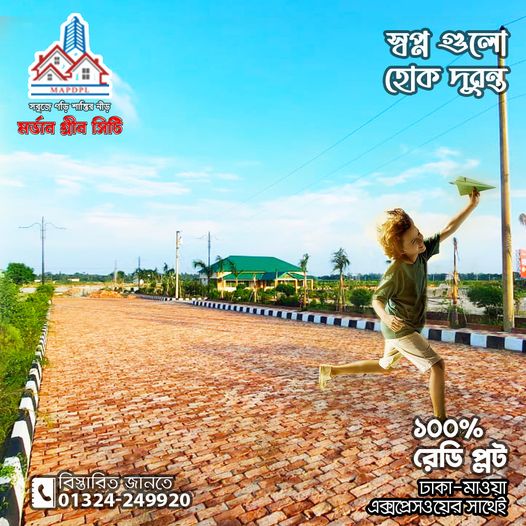 MAPDPL
সবুজে গড়ি শান্তির নীড়
মর্ডান গ্রীন সিটি
স্বপ্ন গুলো
হোক দূরন্ত
১০০%
রেডি প্লট
ঢাকা-মাওয়া
এক্সপ্রেসওয়ের সাথেই
বিস্তারিত জানতে
01324-249920